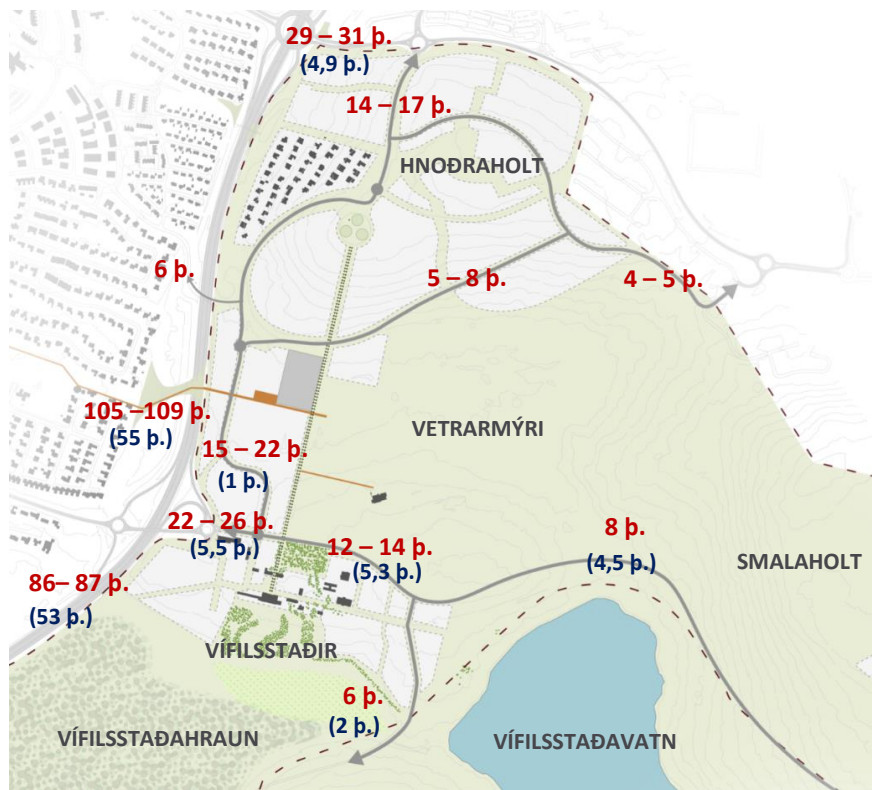 29 – 31 þ.
(4,9 þ.)
14 – 17 þ.
HNOÐRAHOLT
6 þ.
5 – 8 þ.
4 – 5 þ.
105 –109 þ.
(55 þ.)
VETRARMÝRI
15 – 22 þ.
(1 þ.)
22 – 26 þ.
(5,5 þ.)
12 – 14 þ.
(5,3 þ.)
8 þ.
(4,5 þ.)
SMALAHOLT
86– 87 þ.
(53 þ.)
VÍFILSSTAÐIR
6 þ.
(2 þ.)
VÍFILSSTAÐAHRAUN
VÍFILSSTAÐAVATN